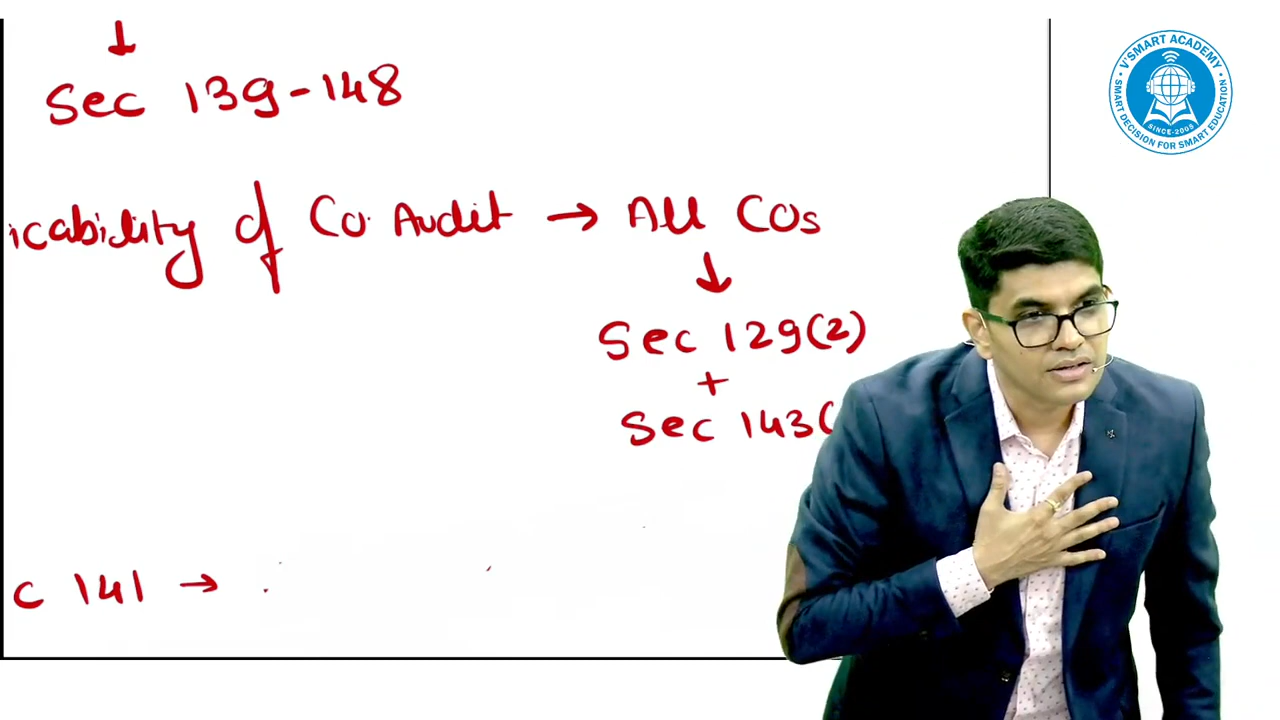 Sec 139-148
icability of Co. Audit → All COs
Sec 129(2)
+
Sec 143(
c 141 →
V'SMART ACADEMY
SMART DECISION FOR SMART EDUCATION
SINCE-2005